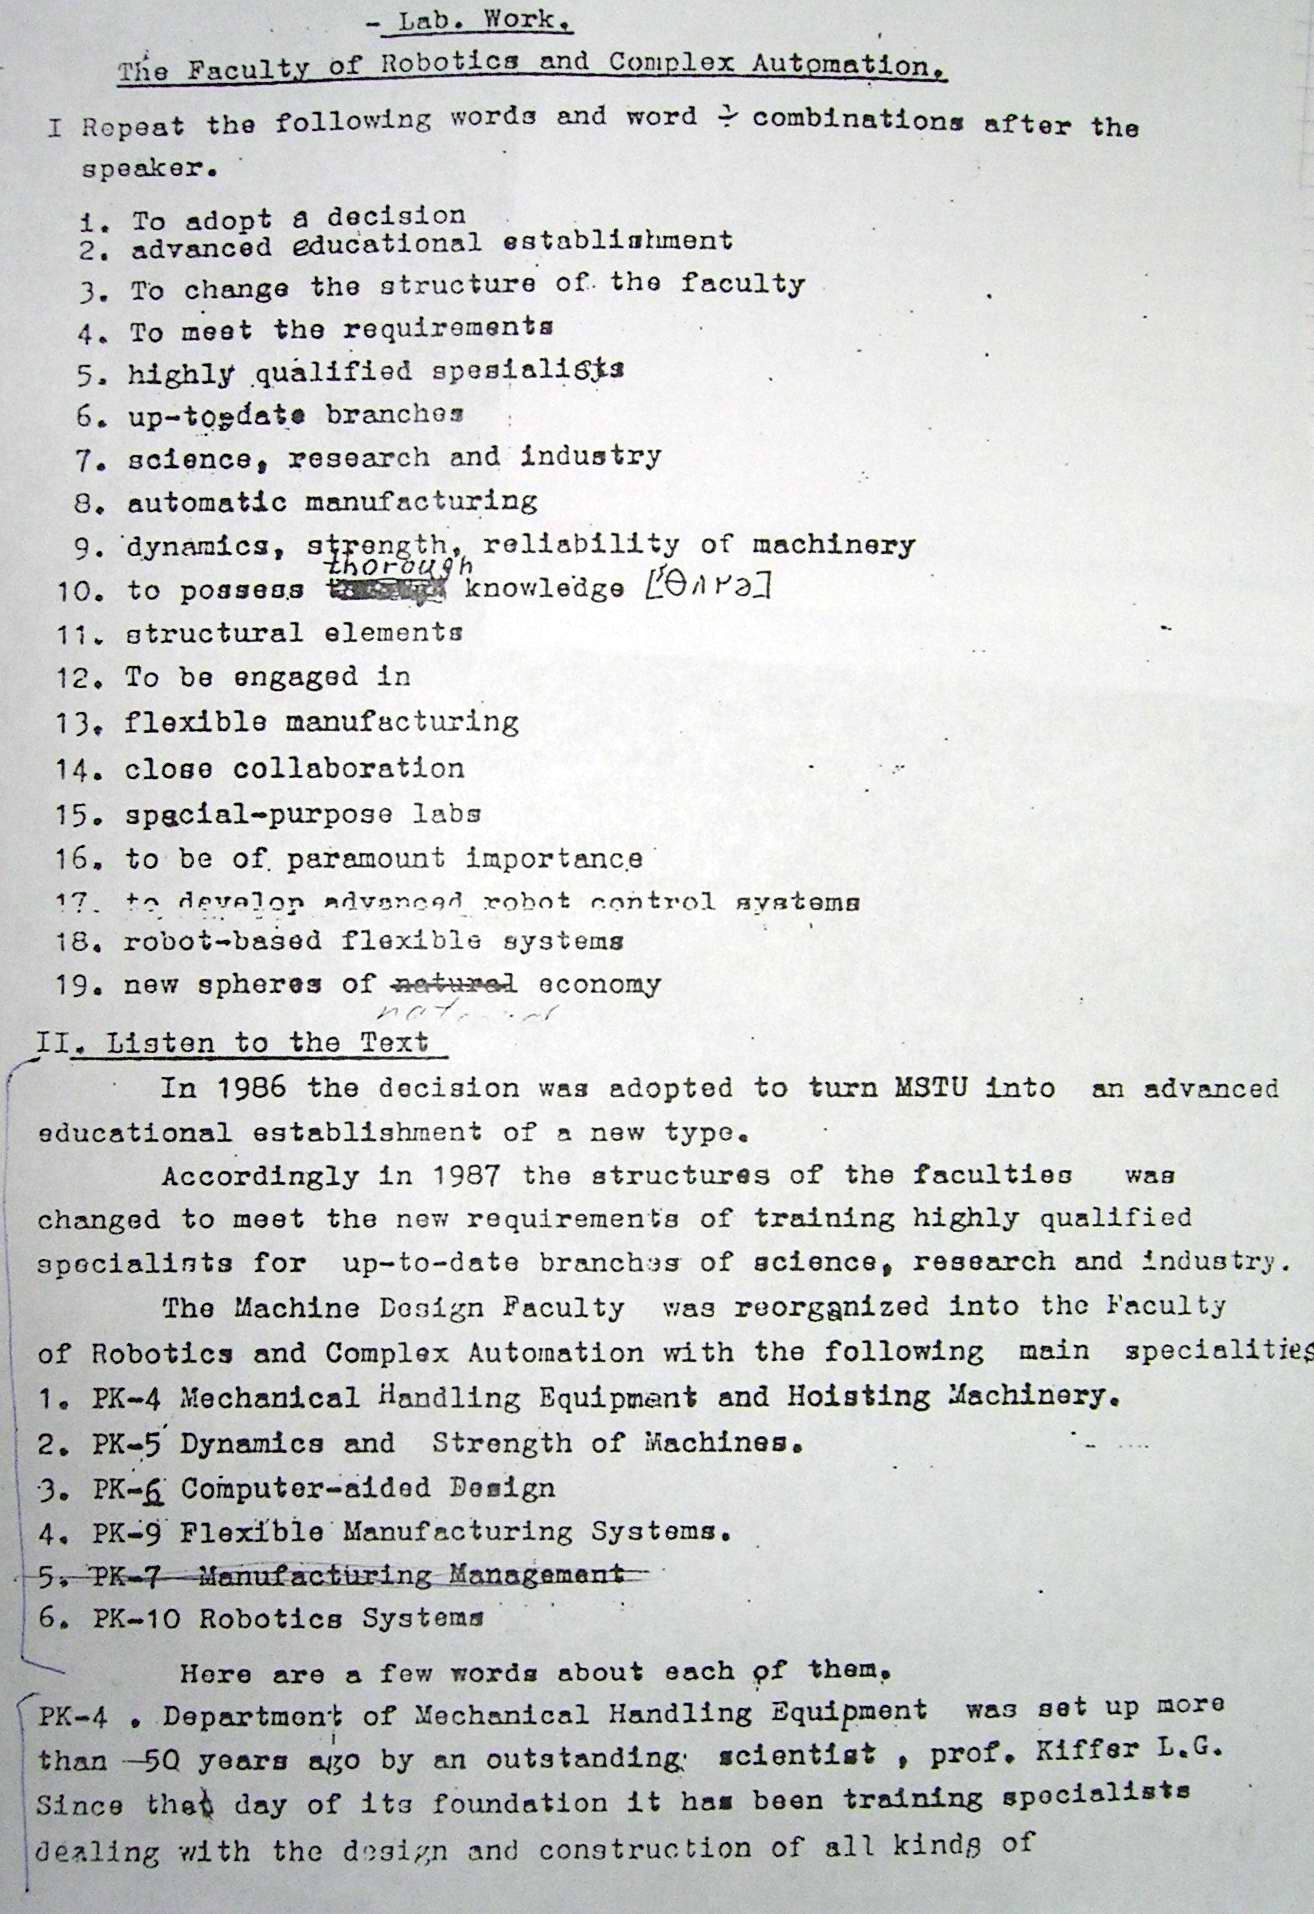 - Lab. Work.
The Faculty of Robotics and Complex Automation.
I Repeat the following words and word ÷ combinations after the
speaker.
1. To adopt a decision
2. advanced educational establishment
3. To change the structure of the faculty
4. To meet the requirements
5. highly qualified spesialists
6. up-to-date branches
7. science, research and industry
8. automatic manufacturing
9. dynamics, strength, reliability of machinery
thorough
10. to possess knowledge ['θʌrə]
11. structural elements
12. To be engaged in
13. flexible manufacturing
14. close collaboration
15. special-purpose labs
16. to be of paramount importance
17. to develop advanced robot control systems
18. robot-based flexible systems
19. new spheres of natural economy
II. Listen to the Text
In 1986 the decision was adopted to turn MSTU into an advanced
educational establishment of a new type.
Accordingly in 1987 the structures of the faculties was
changed to meet the new requirements of training highly qualified
specialists for up-to-date branches of science, research and industry.
The Machine Design Faculty was reorganized into the Faculty
of Robotics and Complex Automation with the following main specialities
1. PK-4 Mechanical Handling Equipment and Hoisting Machinery.
2. PK-5 Dynamics and Strength of Machines.
3. PK-6 Computer-aided Design
4. PK-9 Flexible Manufacturing Systems.
5. PK-7 Manufacturing Management
6. PK-10 Robotics Systems
Here are a few words about each of them.
PK-4 . Department of Mechanical Handling Equipment was set up more
than 50 years ago by an outstanding scientist , prof. Kiffer L.G.
Since the day of its foundation it has been training specialists
dealing with the design and construction of all kinds of